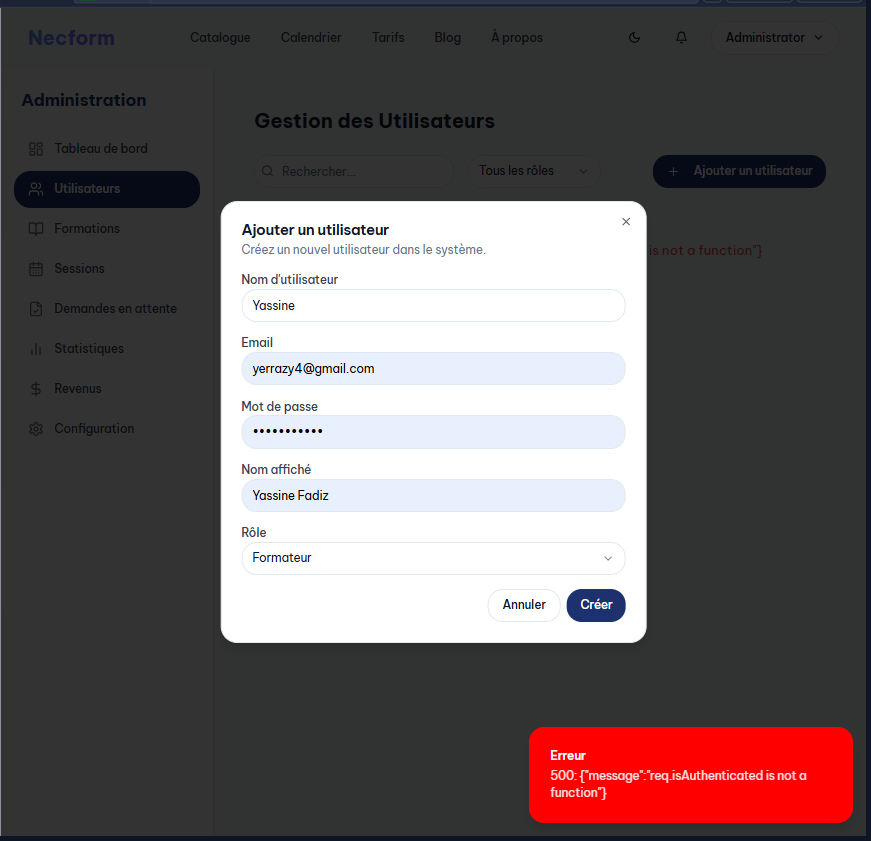 Necform
Catalogue
Calendrier
Tarifs
Blog
À propos
Administrator
Administration
Tableau de bord
Utilisateurs
Formations
Sessions
Demandes en attente
Statistiques
Revenus
Configuration
Gestion des Utilisateurs
Rechercher...
Tous les rôles
+ Ajouter un utilisateur
is not a function"}
Ajouter un utilisateur
Créez un nouvel utilisateur dans le système.
Nom d'utilisateur
Yassine
Email
yerrazy4@gmail.com
Mot de passe
•••••••••••
Nom affiché
Yassine Fadiz
Rôle
Formateur
Annuler
Créer
Erreur
500: {"message":"req.isAuthenticated is not a
function"}